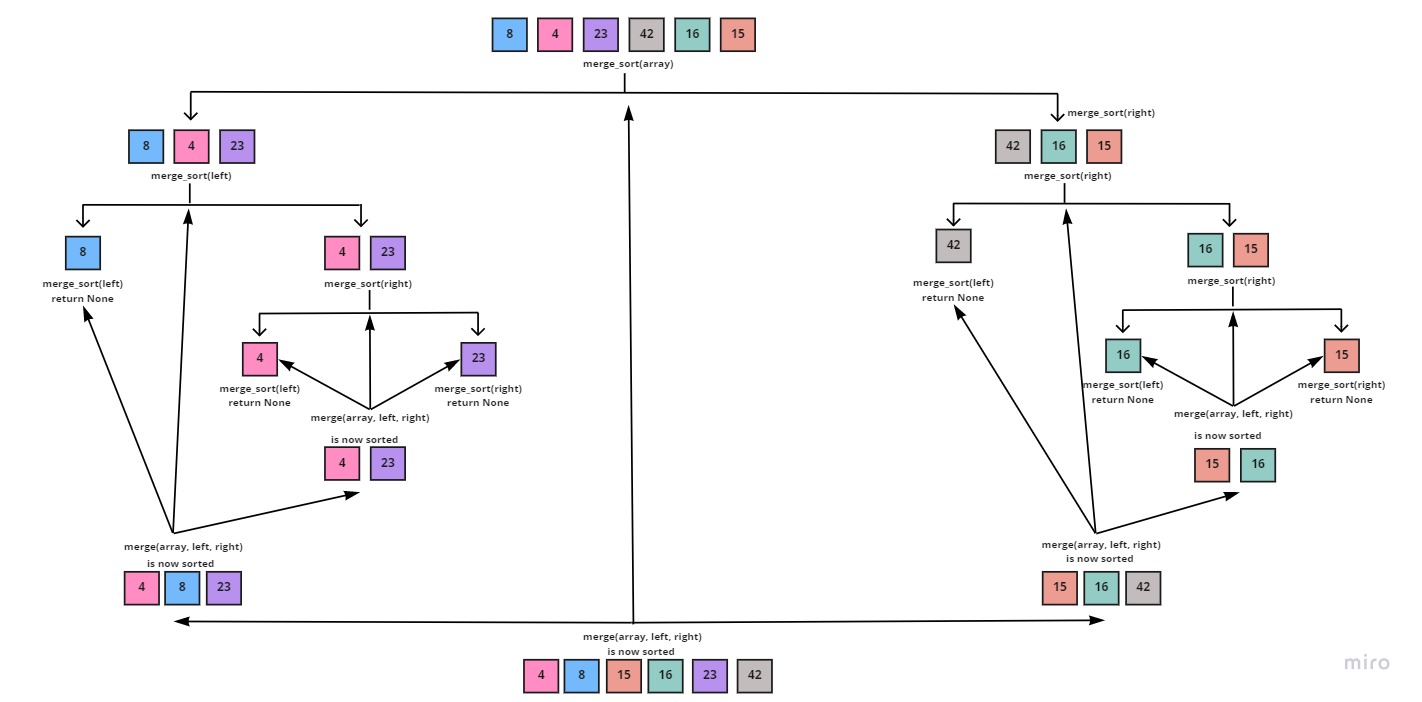 8 4 23 42 16 15
merge_sort(array)
merge_sort(right)
8 4 23
42 16 15
merge_sort(left)
merge_sort(right)
8
4 23
42
16 15
merge_sort(left)
return None
merge_sort(right)
merge_sort(left)
return None
merge_sort(right)
4
23
16
15
merge_sort(left)
return None
merge_sort(right)
return None
merge_sort(left)
return None
merge_sort(right)
return None
merge(array, left, right)
is now sorted
4 23
merge(array, left, right)
is now sorted
15 16
merge(array, left, right)
is now sorted
4 8 23
merge(array, left, right)
is now sorted
15 16 42
merge(array, left, right)
is now sorted
4 8 15 16 23 42
miro